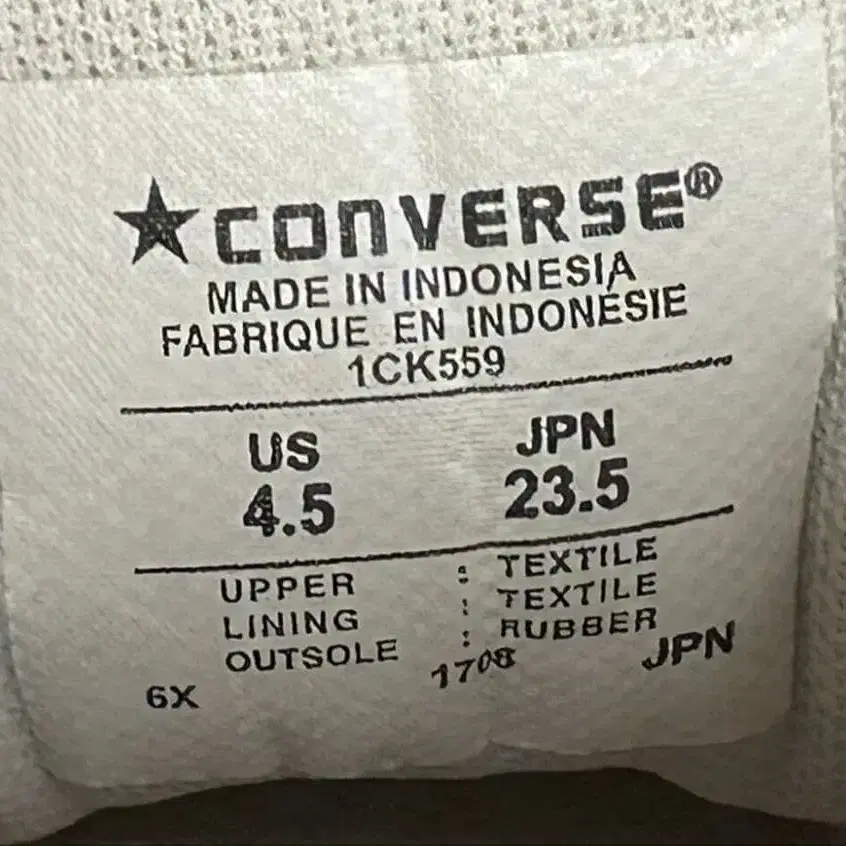 ★CONVERSE®
MADE IN INDONESIA
FABRIQUE EN INDONÉSIE
1CK559
US JPN
4.5 23.5
UPPER : TEXTILE
LINING : TEXTILE
OUTSOLE : RUBBER
6X 1708 JPN